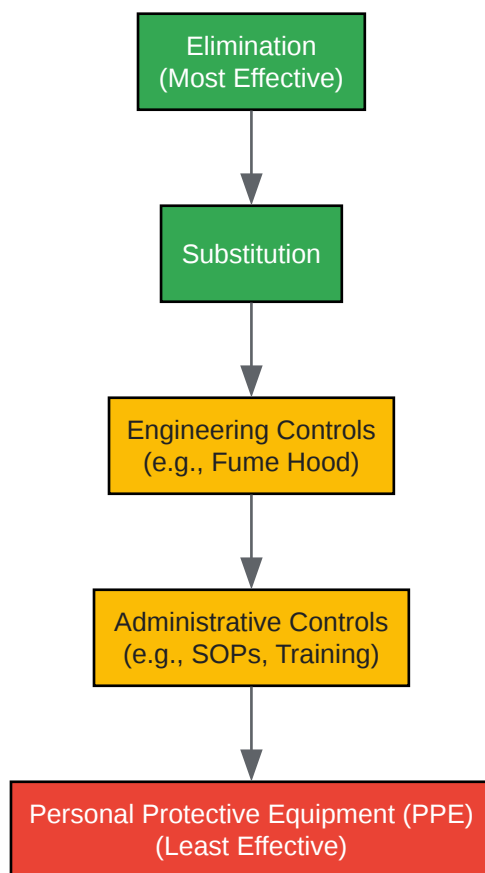 Elimination
(Most Effective)
Substitution
Engineering Controls
(e.g., Fume Hood)
Administrative Controls
(e.g., SOPs, Training)
Personal Protective Equipment (PPE)
(Least Effective)